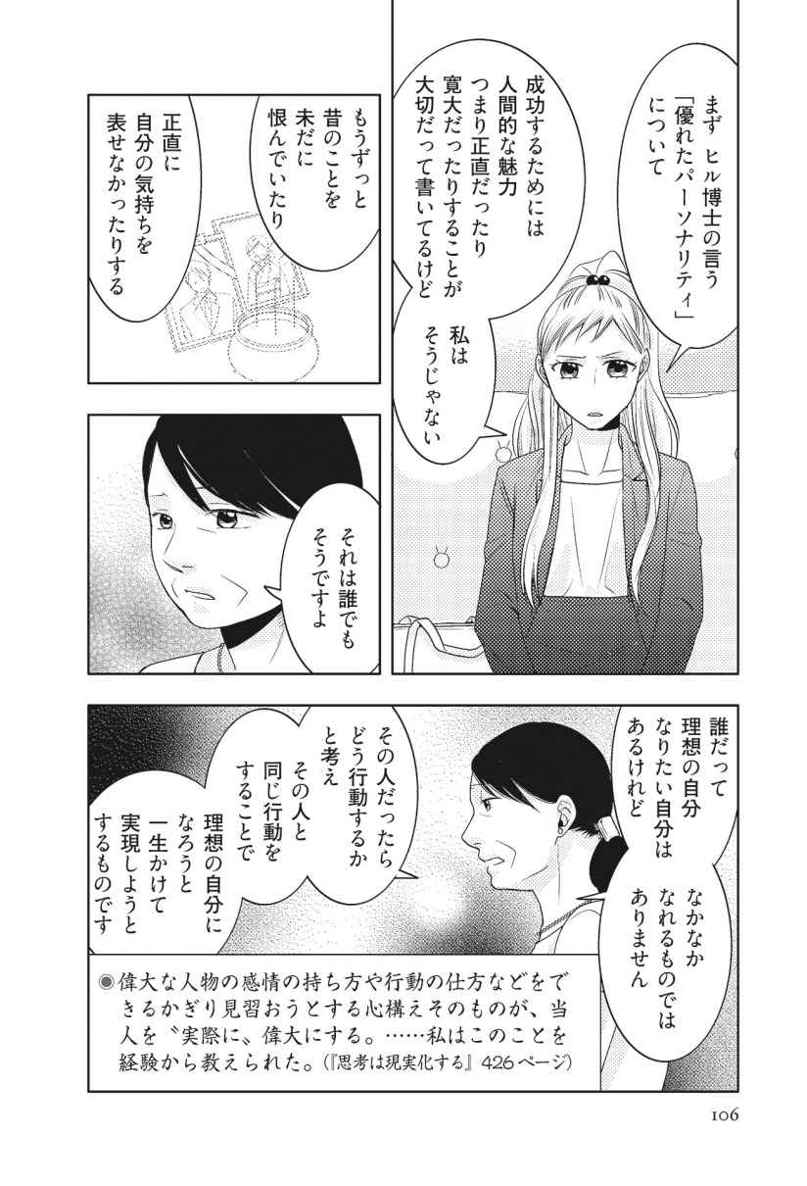 まず ヒル博士の言う
「優れたパーソナリティ」
について
成功するためには
人間的な魅力
つまり正直だったり
寛大だったりすることが
大切だって書いてるけど
私は
そうじゃない
もうずっと
昔のことを
未だに
恨んでいたり
正直に
自分の気持ちを
表せなかったりする
それは誰でも
そうですよ
誰だって
理想の自分
なりたい自分は
あるけれど
なかなか
なれるものでは
ありません
その人だったら
どう行動するか
と考え
その人と
同じ行動を
することで
理想の自分に
なろうと
一生かけて
実現しようと
するものです
◉偉大な人物の感情の持ち方や行動の仕方などをで
きるかぎり見習おうとする心構えそのものが、当
人を〝実際に〟偉大にする。……私はこのことを
経験から教えられた。(『思考は現実化する』426ページ)
106